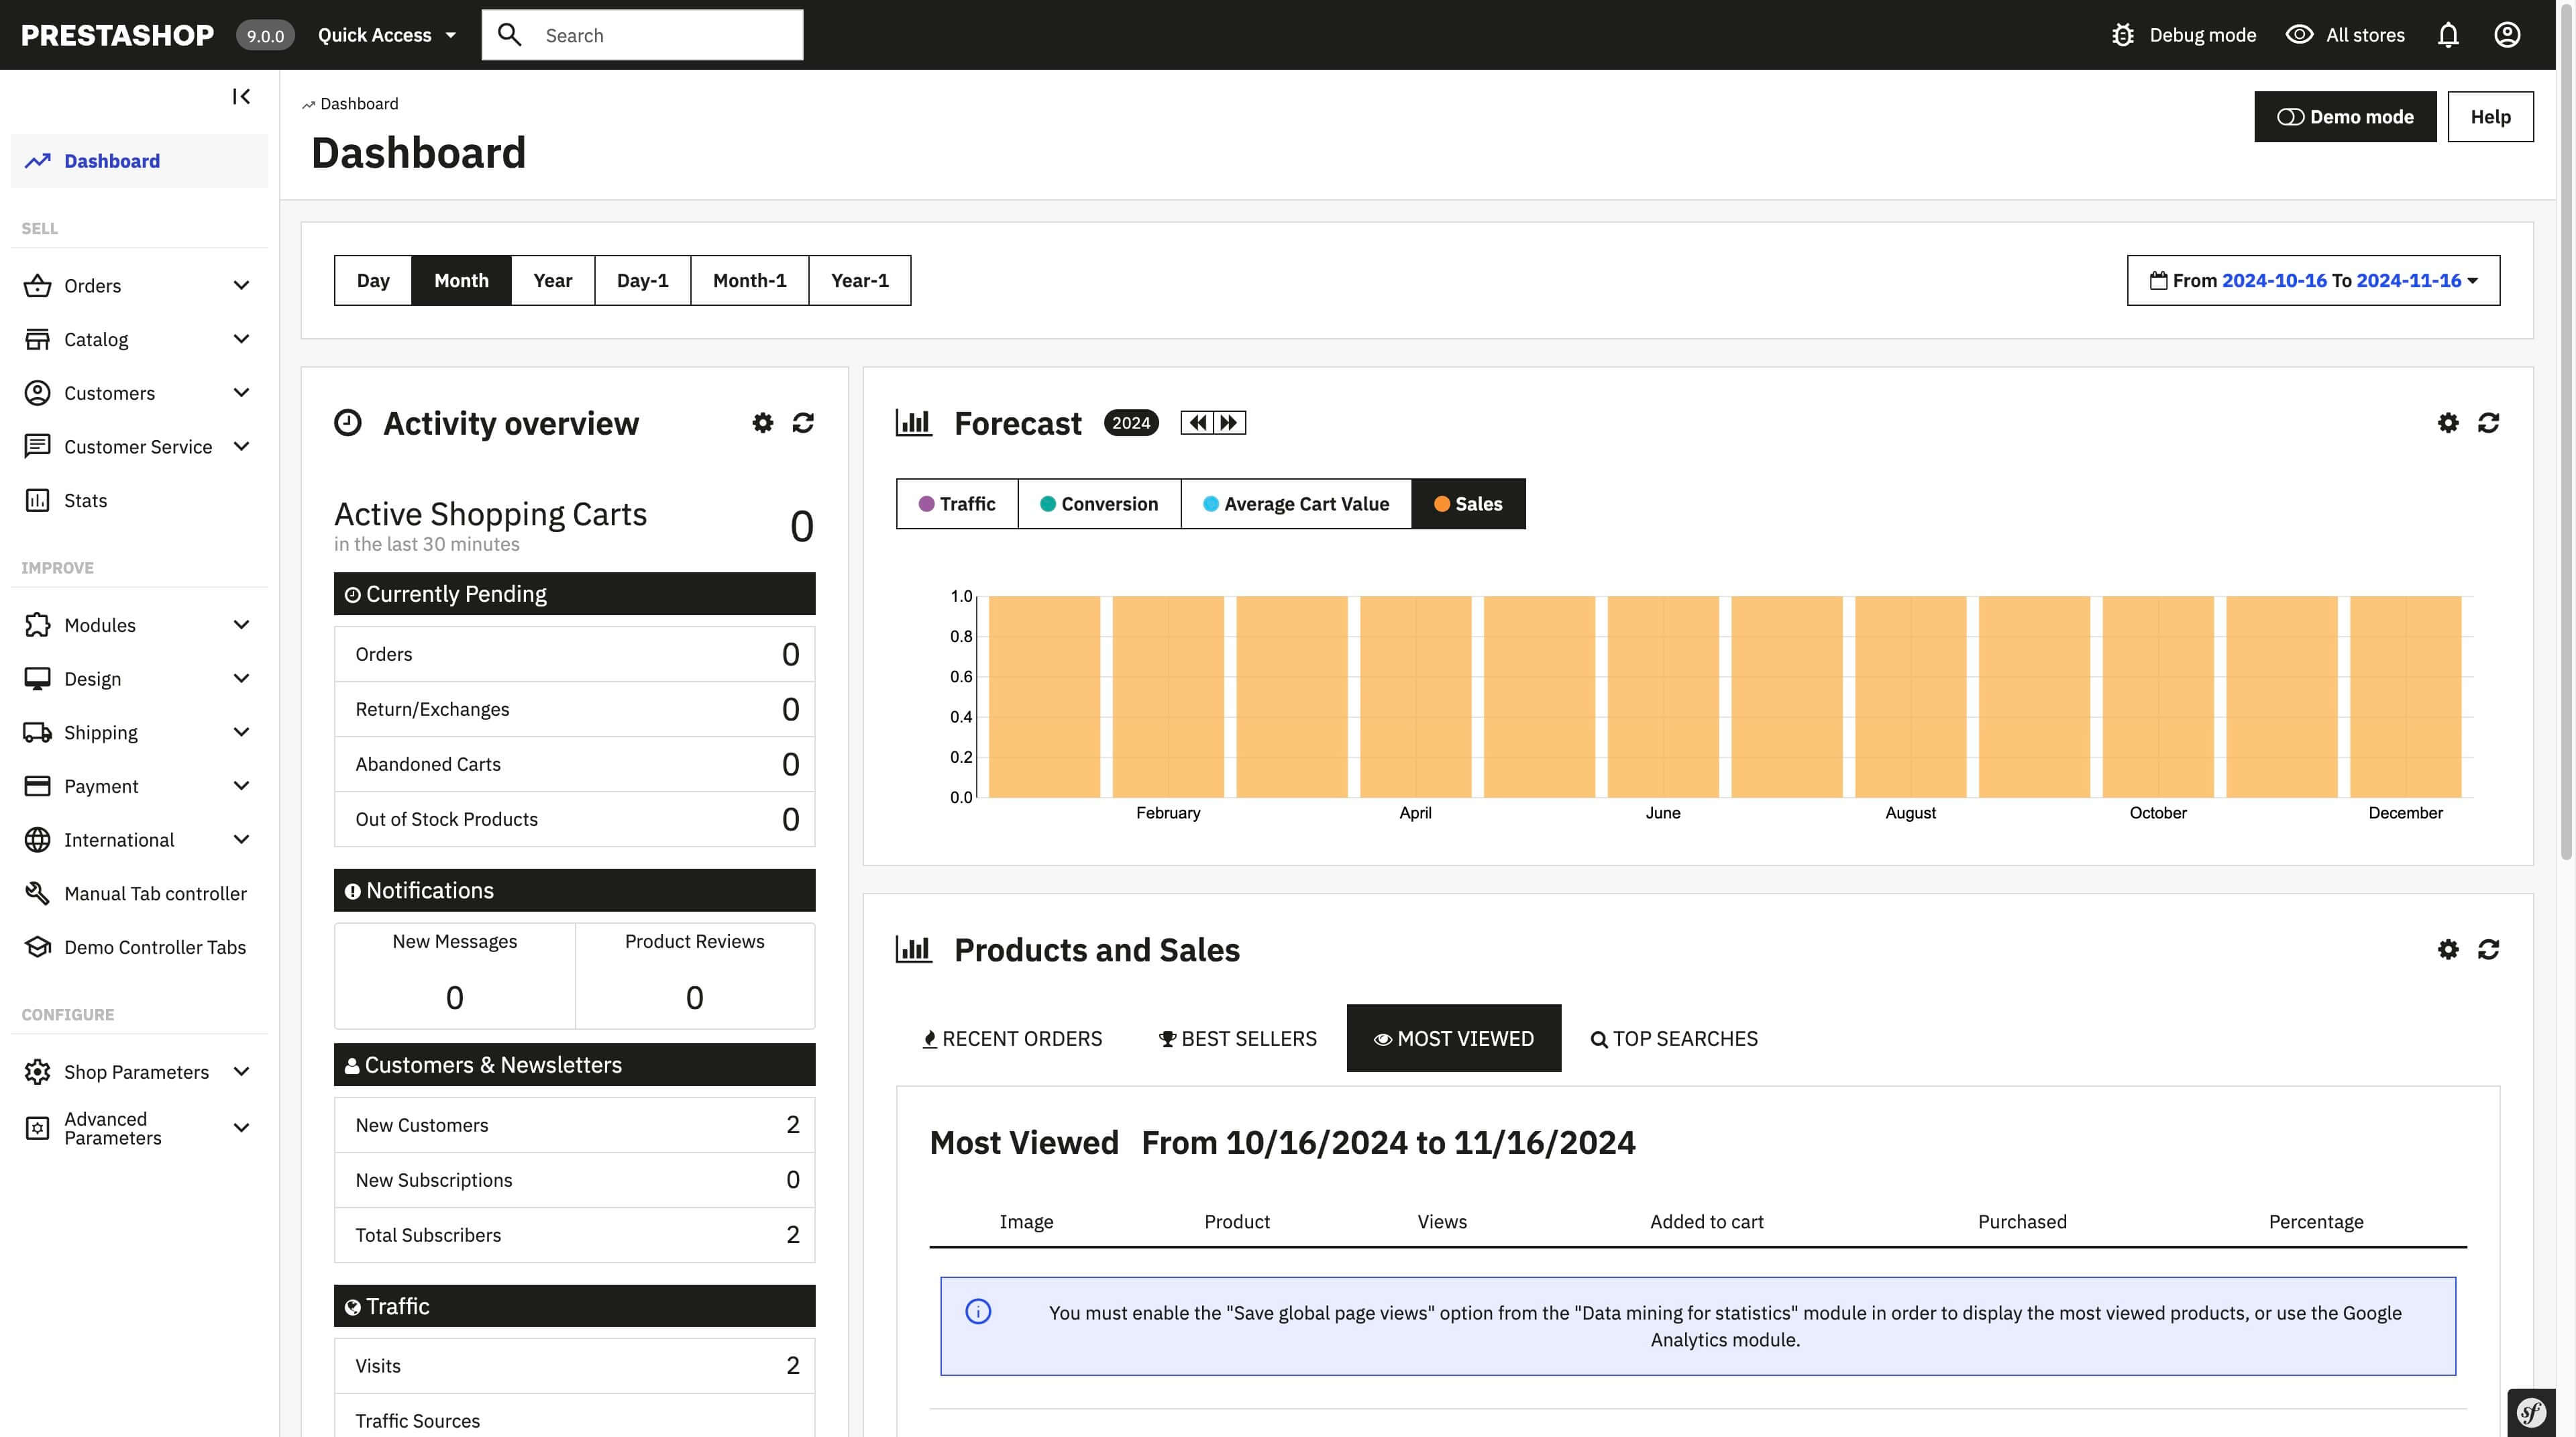 PRESTASHOP 9.0.0 Quick Access Search Debug mode All stores
Dashboard
SELL
Orders
Catalog
Customers
Customer Service
Stats
IMPROVE
Modules
Design
Shipping
Payment
International
Manual Tab controller
Demo Controller Tabs
CONFIGURE
Shop Parameters
Advanced
Parameters
Dashboard
Dashboard
Demo mode Help
Day Month Year Day-1 Month-1 Year-1
From 2024-10-16 To 2024-11-16
Activity overview
Active Shopping Carts 0
in the last 30 minutes
Currently Pending
Orders 0
Return/Exchanges 0
Abandoned Carts 0
Out of Stock Products 0
Notifications
New Messages Product Reviews
0 0
Customers & Newsletters
New Customers 2
New Subscriptions 0
Total Subscribers 2
Traffic
Visits 2
Traffic Sources
Forecast 2024
Traffic Conversion Average Cart Value Sales
1.0
0.8
0.6
0.4
0.2
0.0
February April June August October December
Products and Sales
RECENT ORDERS BEST SELLERS MOST VIEWED TOP SEARCHES
Most Viewed From 10/16/2024 to 11/16/2024
Image Product Views Added to cart Purchased Percentage
You must enable the "Save global page views" option from the "Data mining for statistics" module in order to display the most viewed products, or use the Google
Analytics module.
sf